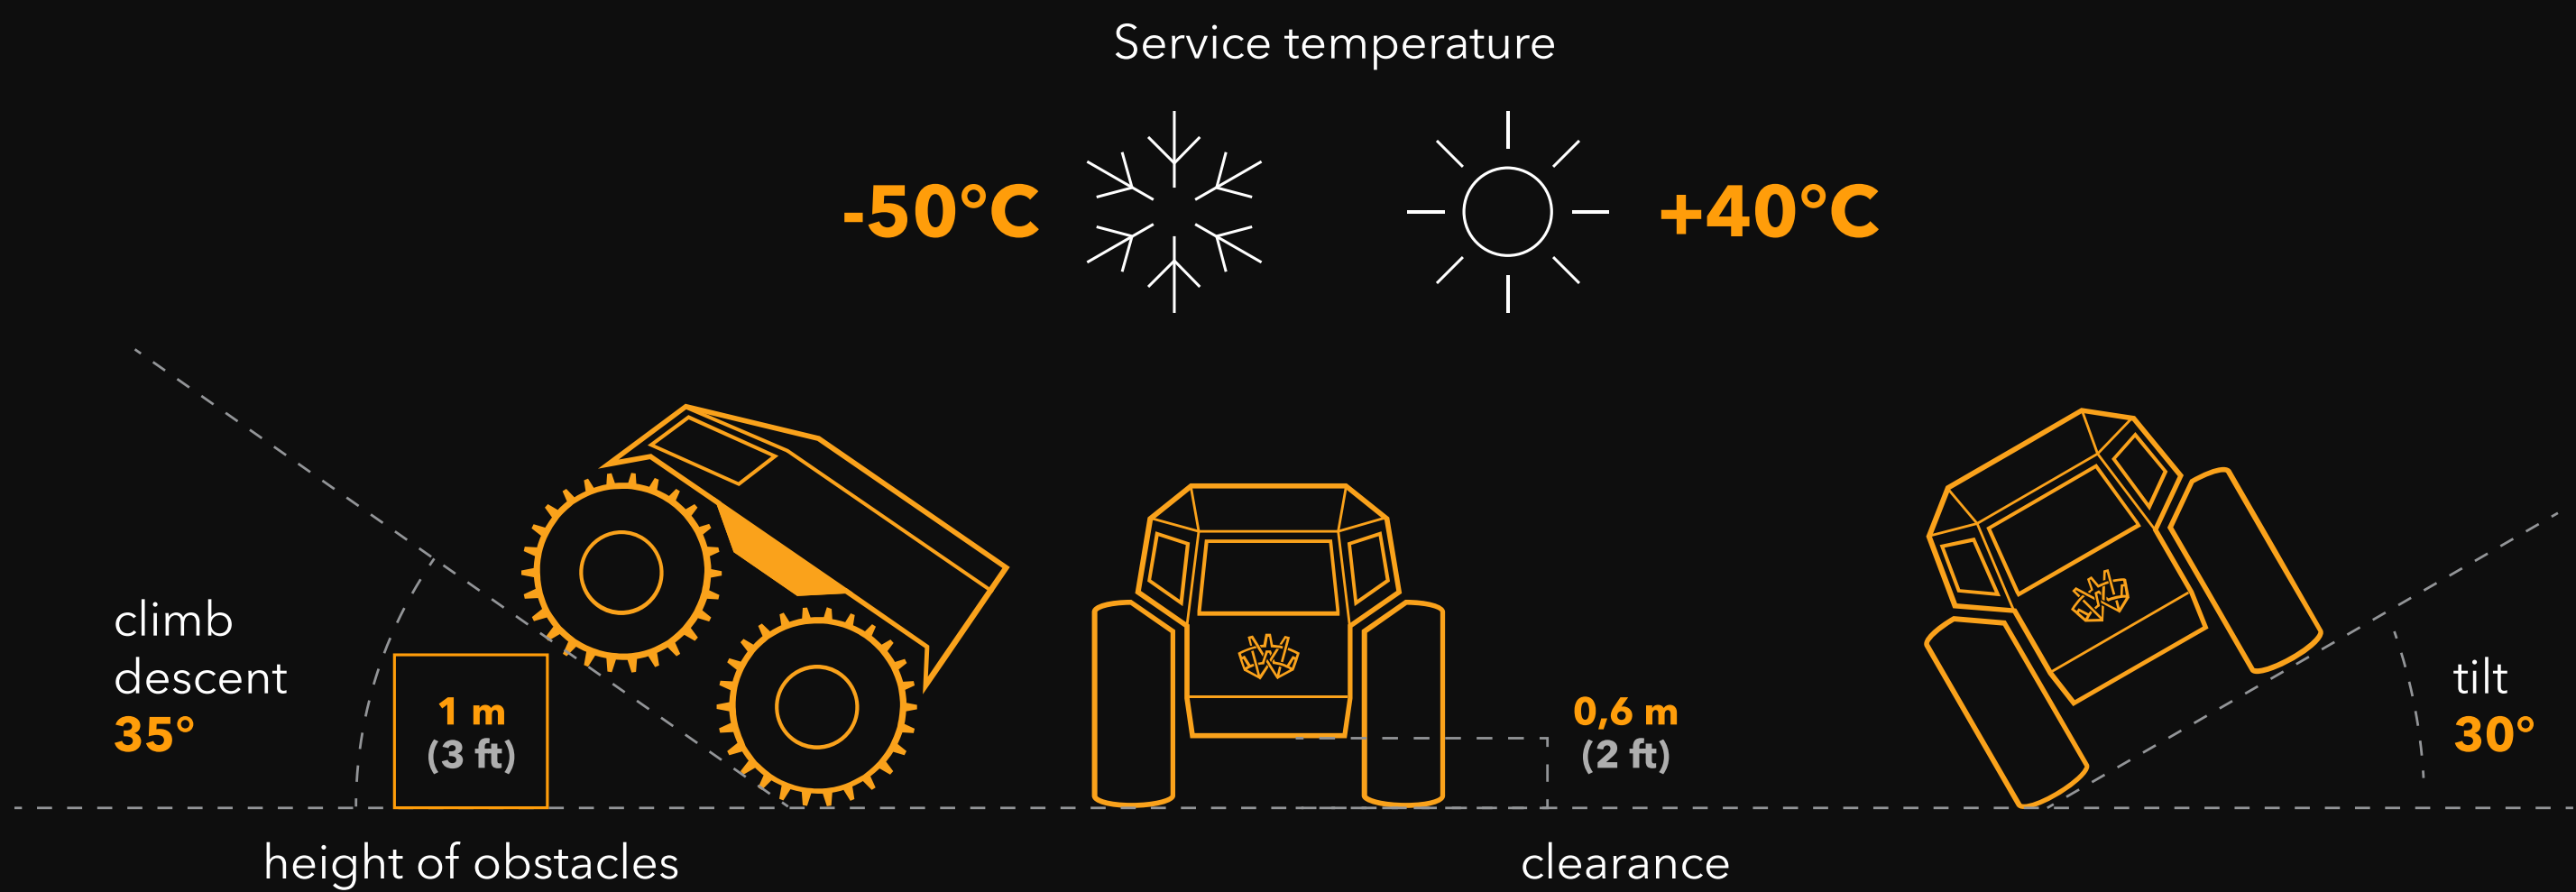 Service temperature
-50°C
+40°C
climb
descent
35°
1 m
(3 ft)
height of obstacles
0,6 m
(2 ft)
clearance
tilt
30°